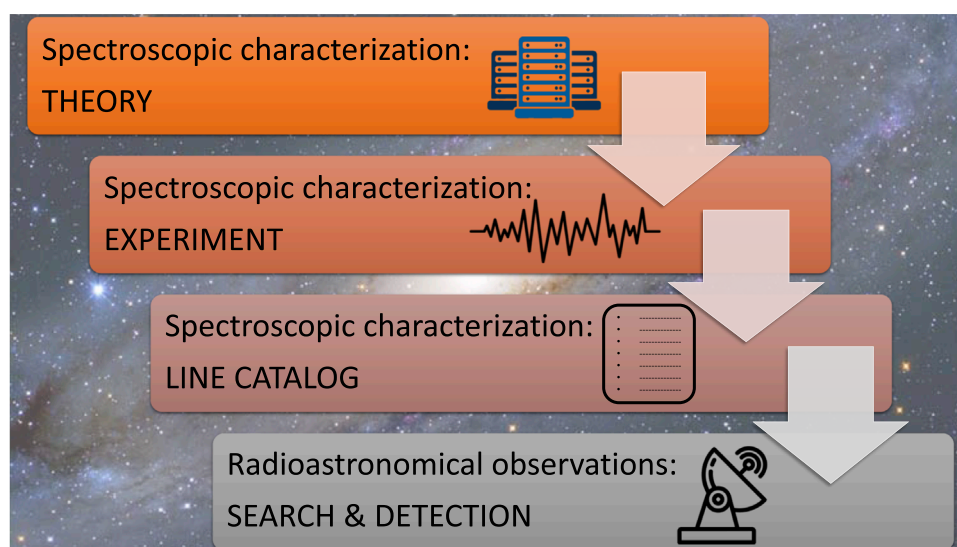 Spectroscopic characterization:
THEORY
Spectroscopic characterization:
EXPERIMENT
Spectroscopic characterization:
LINE CATALOG
Radioastronomical observations:
SEARCH & DETECTION